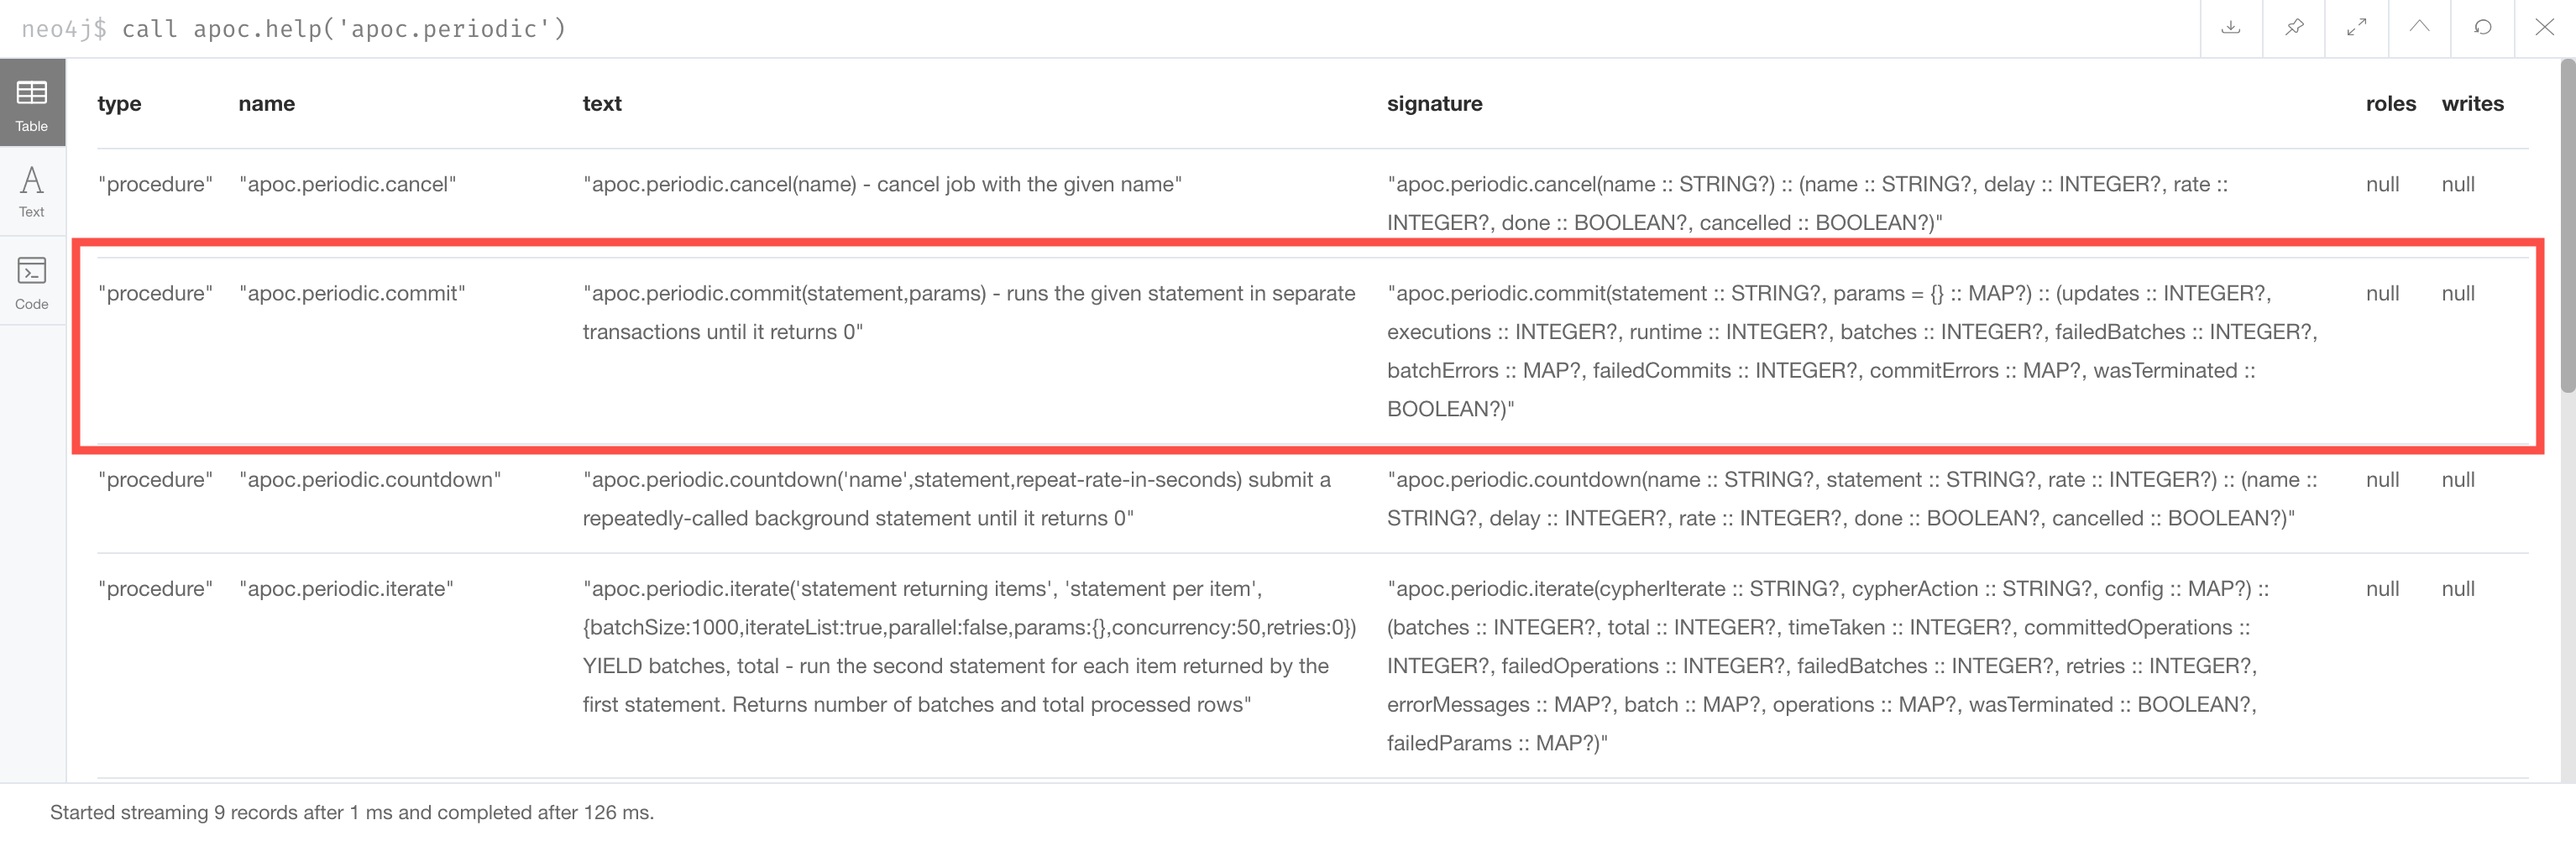 neo4j$ call apoc.help('apoc.periodic')
Table
Text
Code
type name text signature roles writes
"procedure" "apoc.periodic.cancel" "apoc.periodic.cancel(name) - cancel job with the given name" "apoc.periodic.cancel(name :: STRING?) :: (name :: STRING?, delay :: INTEGER?, rate :: null null
INTEGER?, done :: BOOLEAN?, cancelled :: BOOLEAN?)"
"procedure" "apoc.periodic.commit" "apoc.periodic.commit(statement,params) - runs the given statement in separate "apoc.periodic.commit(statement :: STRING?, params = {} :: MAP?) :: (updates :: INTEGER?, null null
transactions until it returns 0" executions :: INTEGER?, runtime :: INTEGER?, batches :: INTEGER?, failedBatches :: INTEGER?,
batchErrors :: MAP?, failedCommits :: INTEGER?, commitErrors :: MAP?, wasTerminated ::
BOOLEAN?)"
"procedure" "apoc.periodic.countdown" "apoc.periodic.countdown('name',statement,repeat-rate-in-seconds) submit a "apoc.periodic.countdown(name :: STRING?, statement :: STRING?, rate :: INTEGER?) :: (name :: null null
repeatedly-called background statement until it returns 0" STRING?, delay :: INTEGER?, rate :: INTEGER?, done :: BOOLEAN?, cancelled :: BOOLEAN?)"
"procedure" "apoc.periodic.iterate" "apoc.periodic.iterate('statement returning items', 'statement per item', "apoc.periodic.iterate(cypherIterate :: STRING?, cypherAction :: STRING?, config :: MAP?) :: null null
{batchSize:1000,iterateList:true,parallel:false,params:{},concurrency:50,retries:0}) (batches :: INTEGER?, total :: INTEGER?, timeTaken :: INTEGER?, committedOperations ::
YIELD batches, total - run the second statement for each item returned by the INTEGER?, failedOperations :: INTEGER?, failedBatches :: INTEGER?, retries :: INTEGER?,
first statement. Returns number of batches and total processed rows" errorMessages :: MAP?, batch :: MAP?, operations :: MAP?, wasTerminated :: BOOLEAN?,
failedParams :: MAP?)"
Started streaming 9 records after 1 ms and completed after 126 ms.